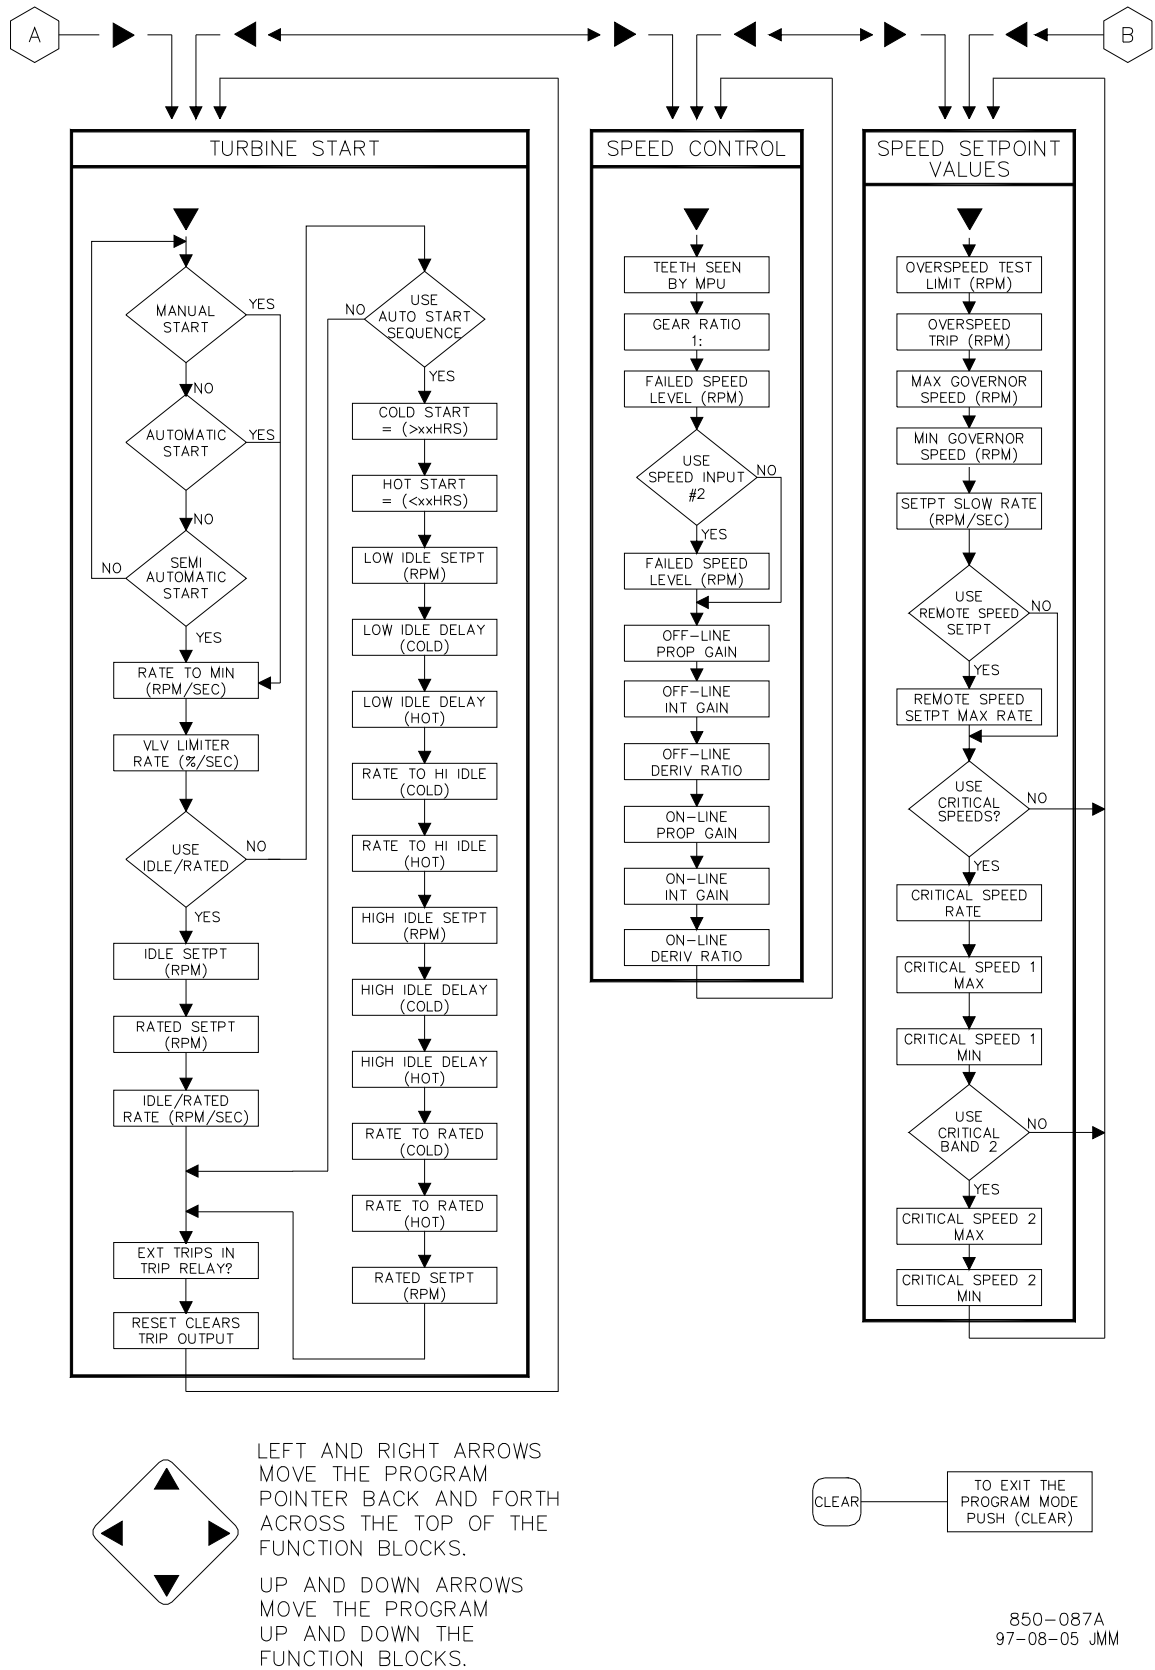 A
B
TURBINE START
MANUAL
START
YES
NO
AUTOMATIC
START
YES
NO
SEMI
AUTOMATIC
START
NO
YES
RATE TO MIN
(RPM/SEC)
VLV LIMITER
RATE (%/SEC)
USE
IDLE/RATED
NO
YES
IDLE SETPT
(RPM)
RATED SETPT
(RPM)
IDLE/RATED
RATE (RPM/SEC)
EXT TRIPS IN
TRIP RELAY?
RESET CLEARS
TRIP OUTPUT
USE
AUTO START
SEQUENCE
NO
YES
COLD START
= (>xxHRS)
HOT START
= (<xxHRS)
LOW IDLE SETPT
(RPM)
LOW IDLE DELAY
(COLD)
LOW IDLE DELAY
(HOT)
RATE TO HI IDLE
(COLD)
RATE TO HI IDLE
(HOT)
HIGH IDLE SETPT
(RPM)
HIGH IDLE DELAY
(COLD)
HIGH IDLE DELAY
(HOT)
RATE TO RATED
(COLD)
RATE TO RATED
(HOT)
RATED SETPT
(RPM)
SPEED CONTROL
TEETH SEEN
BY MPU
GEAR RATIO
1:
FAILED SPEED
LEVEL (RPM)
USE
SPEED INPUT
#2
NO
YES
FAILED SPEED
LEVEL (RPM)
OFF-LINE
PROP GAIN
OFF-LINE
INT GAIN
OFF-LINE
DERIV RATIO
ON-LINE
PROP GAIN
ON-LINE
INT GAIN
ON-LINE
DERIV RATIO
SPEED SETPOINT
VALUES
OVERSPEED TEST
LIMIT (RPM)
OVERSPEED
TRIP (RPM)
MAX GOVERNOR
SPEED (RPM)
MIN GOVERNOR
SPEED (RPM)
SETPT SLOW RATE
(RPM/SEC)
USE
REMOTE SPEED
SETPT
NO
YES
REMOTE SPEED
SETPT MAX RATE
USE
CRITICAL
SPEEDS?
NO
YES
CRITICAL SPEED
RATE
CRITICAL SPEED 1
MAX
CRITICAL SPEED 1
MIN
USE
CRITICAL
BAND 2
NO
YES
CRITICAL SPEED 2
MAX
CRITICAL SPEED 2
MIN
LEFT AND RIGHT ARROWS
MOVE THE PROGRAM
POINTER BACK AND FORTH
ACROSS THE TOP OF THE
FUNCTION BLOCKS.
UP AND DOWN ARROWS
MOVE THE PROGRAM
UP AND DOWN THE
FUNCTION BLOCKS.
CLEAR
TO EXIT THE
PROGRAM MODE
PUSH (CLEAR)
850-087A
97-08-05 JMM